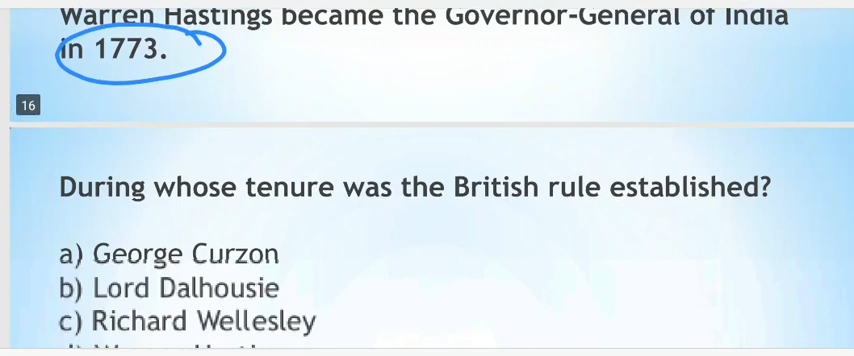 Warren Hastings became the Governor-General of India
in 1773.
16
During whose tenure was the British rule established?
a) George Curzon
b) Lord Dalhousie
c) Richard Wellesley